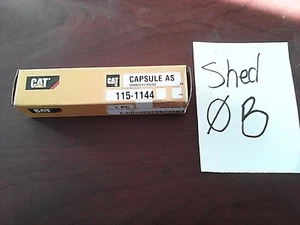 CAT
CAT
CAPSULE AS
115-1144
1 PC
Shed
ØB